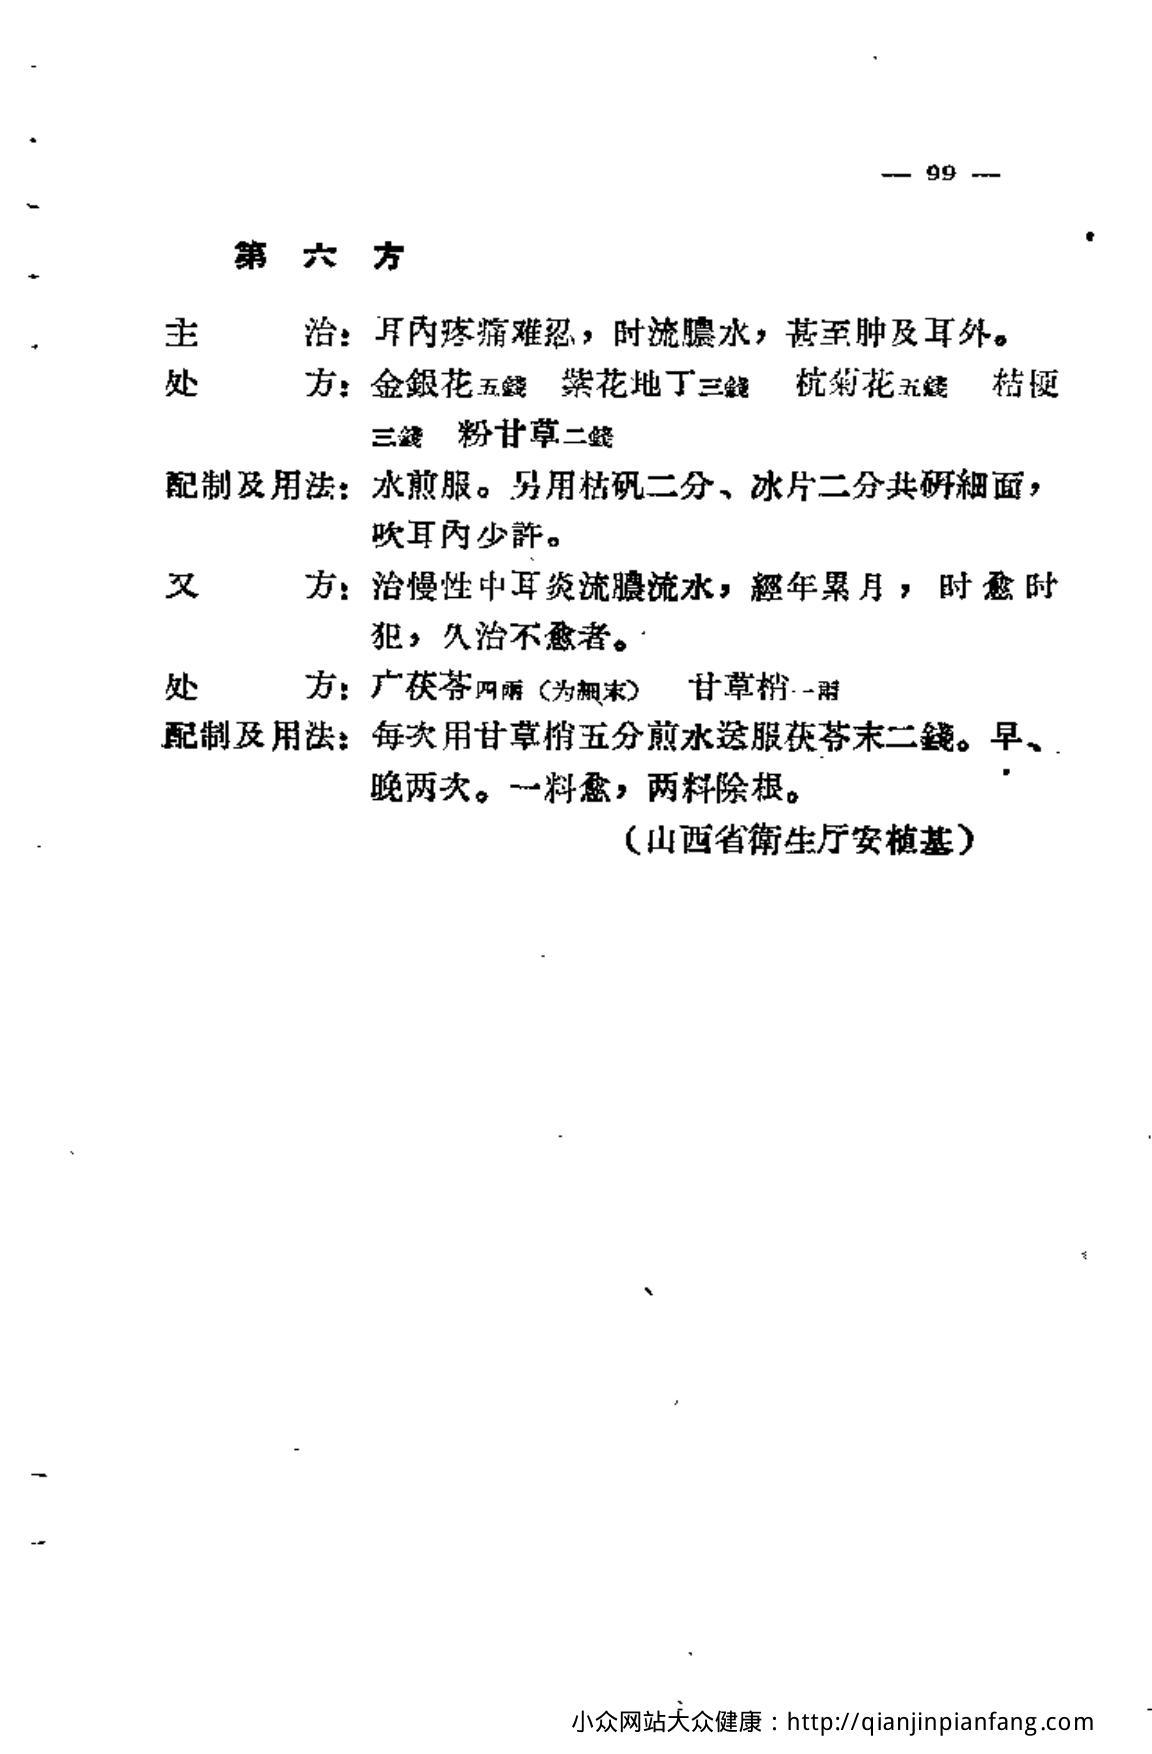 — 99 —
第六方
主治：耳內疼痛难忍，时流膿水，甚至肿及耳外。
处方：金銀花五錢 紫花地丁三錢 杭菊花五錢 桔梗
三錢 粉甘草二錢
配制及用法：水煎服。另用枯矾二分、冰片二分共研細面，
吹耳內少許。
又方：治慢性中耳炎流膿流水，經年累月，时愈时
犯，久治不愈者。
处方：广茯苓四兩（为細末） 甘草梢一兩
配制及用法：每次用甘草梢五分煎水送服茯苓末二錢。早、
晚两次。一料愈，两料除根。
（山西省衛生厅安植基）
小众网站大众健康：http://qianjinpianfang.com